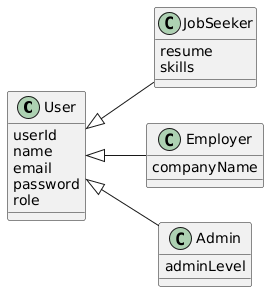 C User
userId
name
email
password
role
C JobSeeker
resume
skills
C Employer
companyName
C Admin
adminLevel